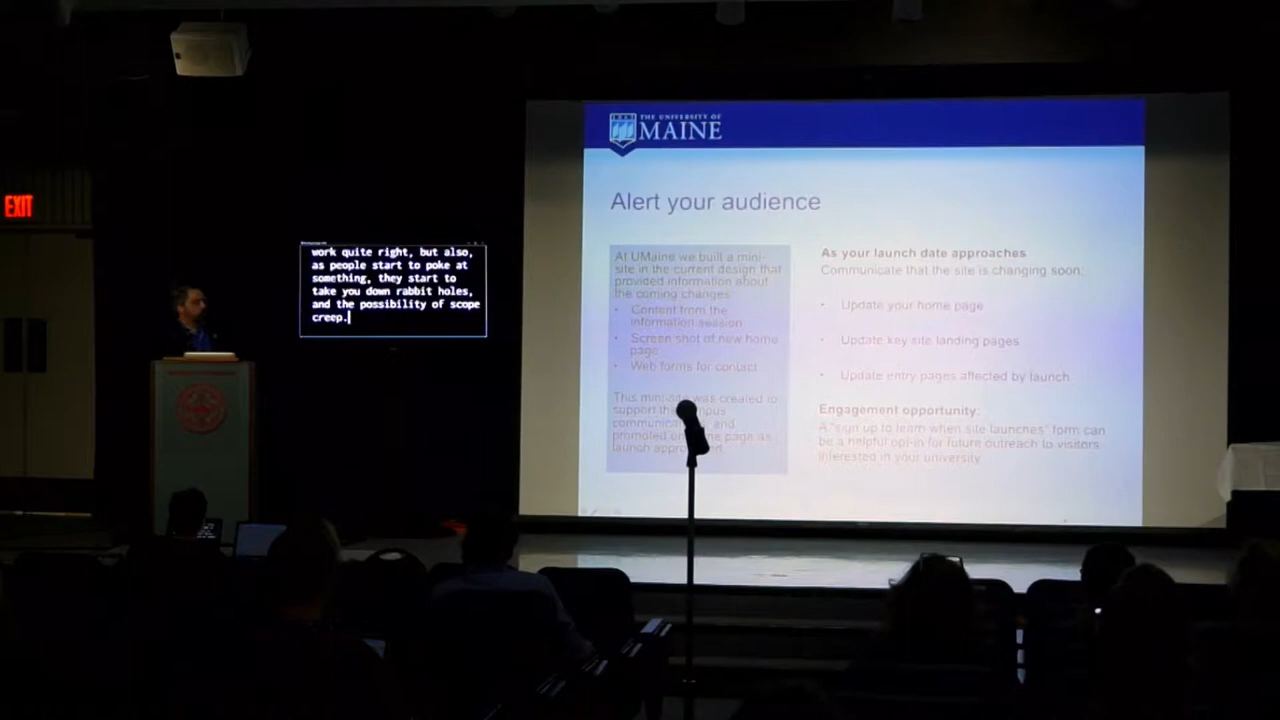 EXIT
work quite right, but also,
as people start to poke at
something, they start to
take you down rabbit holes,
and the possibility of scope
creep.
THE UNIVERSITY OF
MAINE
Alert your audience
At UMaine we built a mini-
site in the current design that
provided information about
the coming changes:
• Content from the
information session
• Screen shot of new home
page
• Web forms for contact
This mini-site was created to
support the
and
promoted page as
launch
As your launch date approaches
Communicate that the site is changing soon:
• Update your home page
• Update key site landing pages
• Update entry pages affected by launch
Engagement opportunity:
A "sign up to learn when site launches" form can
be a helpful opt-in for future outreach to visitors
interested in your university